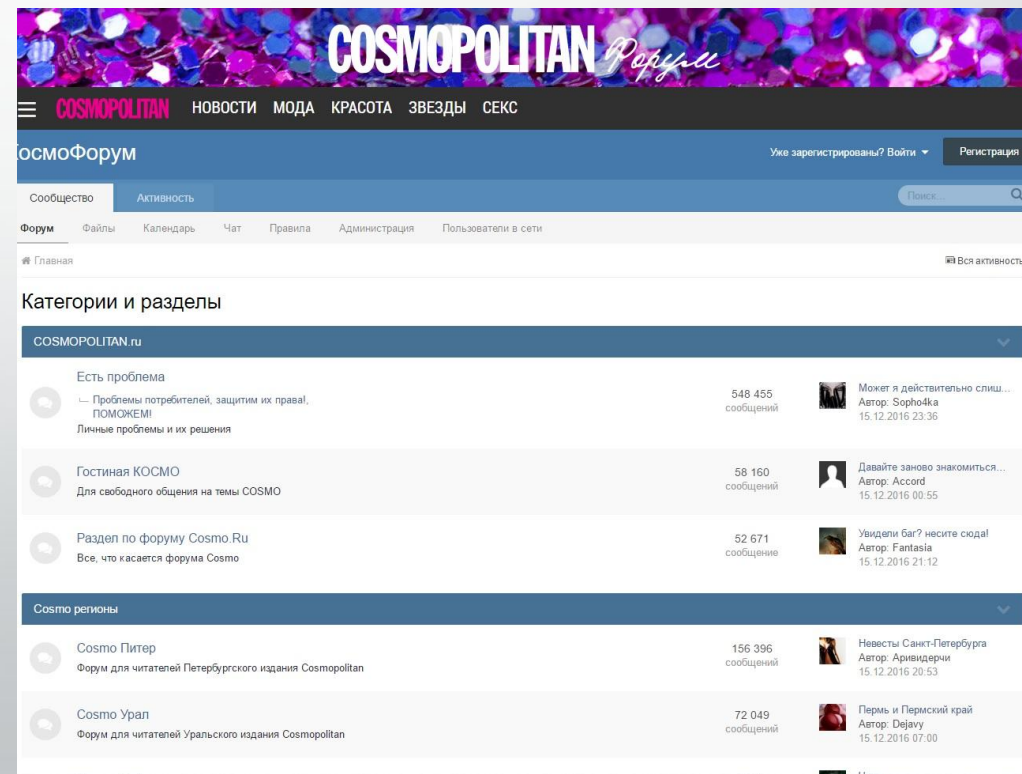 COSMOPOLITAN Форум
COSMOPOLITAN НОВОСТИ МОДА КРАСОТА ЗВЕЗДЫ СЕКС
осмоФорум Уже зарегистрированы? Войти Регистрация
Сообщество Активность Поиск...
Форум Файлы Календарь Чат Правила Администрация Пользователи в сети
Главная Вся активность
Категории и разделы
COSMOPOLITAN.ru
Есть проблема
Проблемы потребителей, защитим их права!,
ПОМОЖЕМ!
Личные проблемы и их решения
548 455
сообщений
Может я действительно слиш...
Автор: Sopho4ka
15.12.2016 23:36
Гостиная КОСМО
Для свободного общения на темы COSMO
58 160
сообщений
Давайте заново знакомиться...
Автор: Accord
15.12.2016 00:55
Раздел по форуму Cosmo.Ru
Все, что касается форума Cosmo
52 671
сообщение
Увидели баг? несите сюда!
Автор: Fantasia
15.12.2016 21:12
Cosmo регионы
Cosmo Питер
Форум для читателей Петербургского издания Cosmopolitan
156 396
сообщений
Невесты Санкт-Петербурга
Автор: Аривидерчи
15.12.2016 20:53
Cosmo Урал
Форум для читателей Уральского издания Cosmopolitan
72 049
сообщений
Пермь и Пермский край
Автор: Dejavy
15.12.2016 07:00